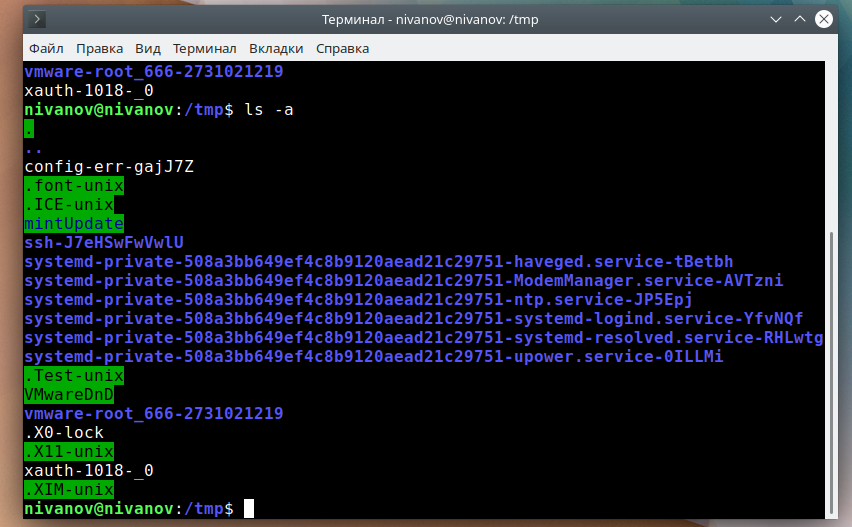 Терминал - nivanov@nivanov: /tmp
Файл Правка Вид Терминал Вкладки Справка
vmware-root_666-2731021219
xauth-1018-_0
nivanov@nivanov:/tmp$ ls -a
.
..
config-err-gajJ7Z
.font-unix
.ICE-unix
mintUpdate
ssh-J7eHSwFwVwlU
systemd-private-508a3bb649ef4c8b9120aead21c29751-haveged.service-tBetbh
systemd-private-508a3bb649ef4c8b9120aead21c29751-ModemManager.service-AVTzni
systemd-private-508a3bb649ef4c8b9120aead21c29751-ntp.service-JP5Epj
systemd-private-508a3bb649ef4c8b9120aead21c29751-systemd-logind.service-YfvNQf
systemd-private-508a3bb649ef4c8b9120aead21c29751-systemd-resolved.service-RHLwtg
systemd-private-508a3bb649ef4c8b9120aead21c29751-upower.service-0ILLMi
.Test-unix
VMwareDnD
vmware-root_666-2731021219
.X0-lock
.X11-unix
xauth-1018-_0
.XIM-unix
nivanov@nivanov:/tmp$